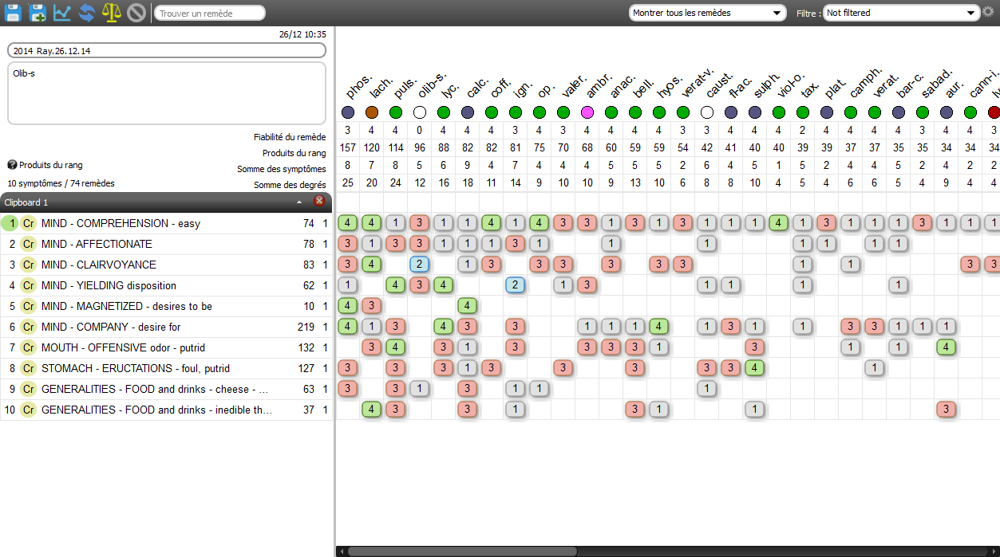 Trouver un remède Montrer tous les remèdes Filtre : Not filtered
26/12 10:35
2014 Ray.26.12.14
Olib-s
phos. lach. puls. olib-s. lyc. calc. coff. ign. op. valer. ambr. anac. bell. hyos. verat-v. caust. fl-ac. sulph. viol-o. tax. plat. camph. verat. bar-c. sabad. aur. cann-i.
Fiabilité du remède 3 4 4 0 4 4 4 3 4 3 4 4 4 4 3 3 4 4 4 2 4 4 4 4 3 4 4 3
Produits du rang 157 120 114 96 88 82 82 81 75 70 68 60 59 59 54 42 41 40 40 39 39 37 37 35 35 34 34 34
Produits du rang
Somme des symptômes 8 7 8 5 6 9 4 7 4 4 4 5 5 5 2 6 4 5 1 5 2 4 4 5 2 4 2 2
10 symptômes / 74 remèdes
Somme des degrés 25 20 24 12 16 18 11 14 9 10 10 9 13 10 6 8 8 10 4 5 4 6 6 5 4 9 4 4
Clipboard 1
1 Cr MIND - COMPREHENSION - easy 74 1 4 4 1 3 1 1 4 1 4 3 3 1 3 1 3 1 1 1 4 1 3 1 1 1 3 1 1 1
2 Cr MIND - AFFECTIONATE 78 1 3 1 3 3 1 1 1 3 1 1 1 1 1 1 1
3 Cr MIND - CLAIRVOYANCE 83 1 3 4 2 1 3 3 3 3 3 3 1 1 3 3
4 Cr MIND - YIELDING disposition 62 1 1 4 3 4 2 1 3 1 1 1 1
5 Cr MIND - MAGNETIZED - desires to be 10 1 4 3 4
6 Cr MIND - COMPANY - desire for 219 1 4 1 3 4 3 3 1 1 1 4 1 3 1 1 3 3 1 1 1
7 Cr MOUTH - OFFENSIVE odor - putrid 132 1 3 4 3 1 3 3 3 3 1 3 1 1 4
8 Cr STOMACH - ERUCTATIONS - foul, putrid 127 1 3 3 3 1 3 3 3 3 3 4 1
9 Cr GENERALITIES - FOOD and drinks - cheese - ... 63 1 3 3 1 3 1 1 1
10 Cr GENERALITIES - FOOD and drinks - inedible th... 37 1 4 3 3 1 3 1 1 3